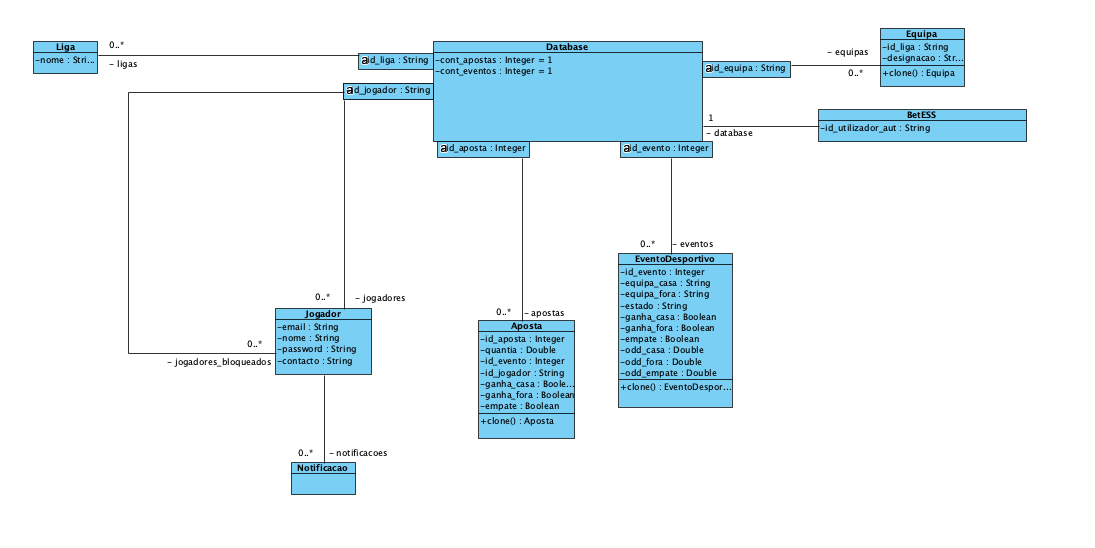 Liga
-nome : Stri...
0..*
- ligas
@id_liga : String
@id_jogador : String
Database
-cont_apostas : Integer = 1
-cont_eventos : Integer = 1
@id_equipa : String
- equipas
0..*
Equipa
-id_liga : String
-designacao : Str...
+clone() : Equipa
1
- database
BetESS
-id_utilizador_aut : String
@id_aposta : Integer
@id_evento : Integer
0..*
- eventos
EventoDesportivo
-id_evento : Integer
-equipa_casa : String
-equipa_fora : String
-estado : String
-ganha_casa : Boolean
-ganha_fora : Boolean
-empate : Boolean
-odd_casa : Double
-odd_fora : Double
-odd_empate : Double
+clone() : EventoDespor...
0..*
- jogadores
Jogador
-email : String
-nome : String
-password : String
-contacto : String
0..*
- jogadores_bloqueados
0..*
- apostas
Aposta
-id_aposta : Integer
-quantia : Double
-id_evento : Integer
-id_jogador : String
-ganha_casa : Boole...
-ganha_fora : Boolean
-empate : Boolean
+clone() : Aposta
0..*
- notificacoes
Notificacao